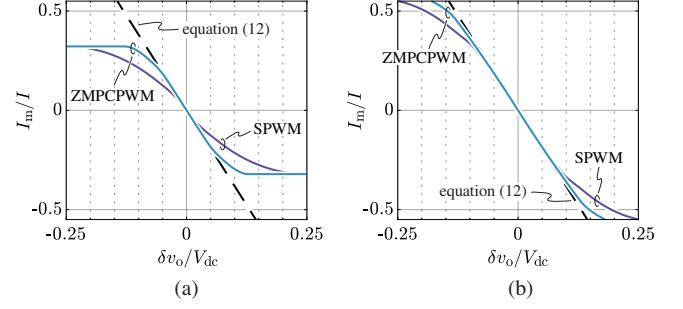 0.5
0
-0.5
I_m/I
equation (12)
ZMPCPWM
SPWM
-0.25
0
0.25
δv_o/V_dc
(a)
0.5
0
-0.5
I_m/I
ZMPCPWM
SPWM
equation (12)
-0.25
0
0.25
δv_o/V_dc
(b)